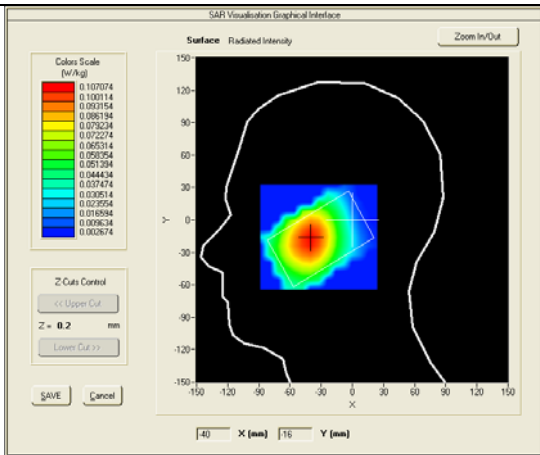 SAR Visualisation Graphical Interface
Surface Radiated Intensity
Zoom In/Out
Colors Scale
(W/kg)
0.107074
0.100114
0.093154
0.086194
0.079234
0.072274
0.065314
0.058354
0.051394
0.044434
0.037474
0.030514
0.023554
0.016594
0.009634
0.002674
150
120
90
60
30
0
-30
-60
-90
-120
-150
Y
-150 -120 -90 -60 -30 0 30 60 90 120 150
X
Z Cuts Control
<< Upper Cut
Z = 0.2 mm
Lower Cut >>
SAVE Cancel
-40 X (mm) -16 Y (mm)